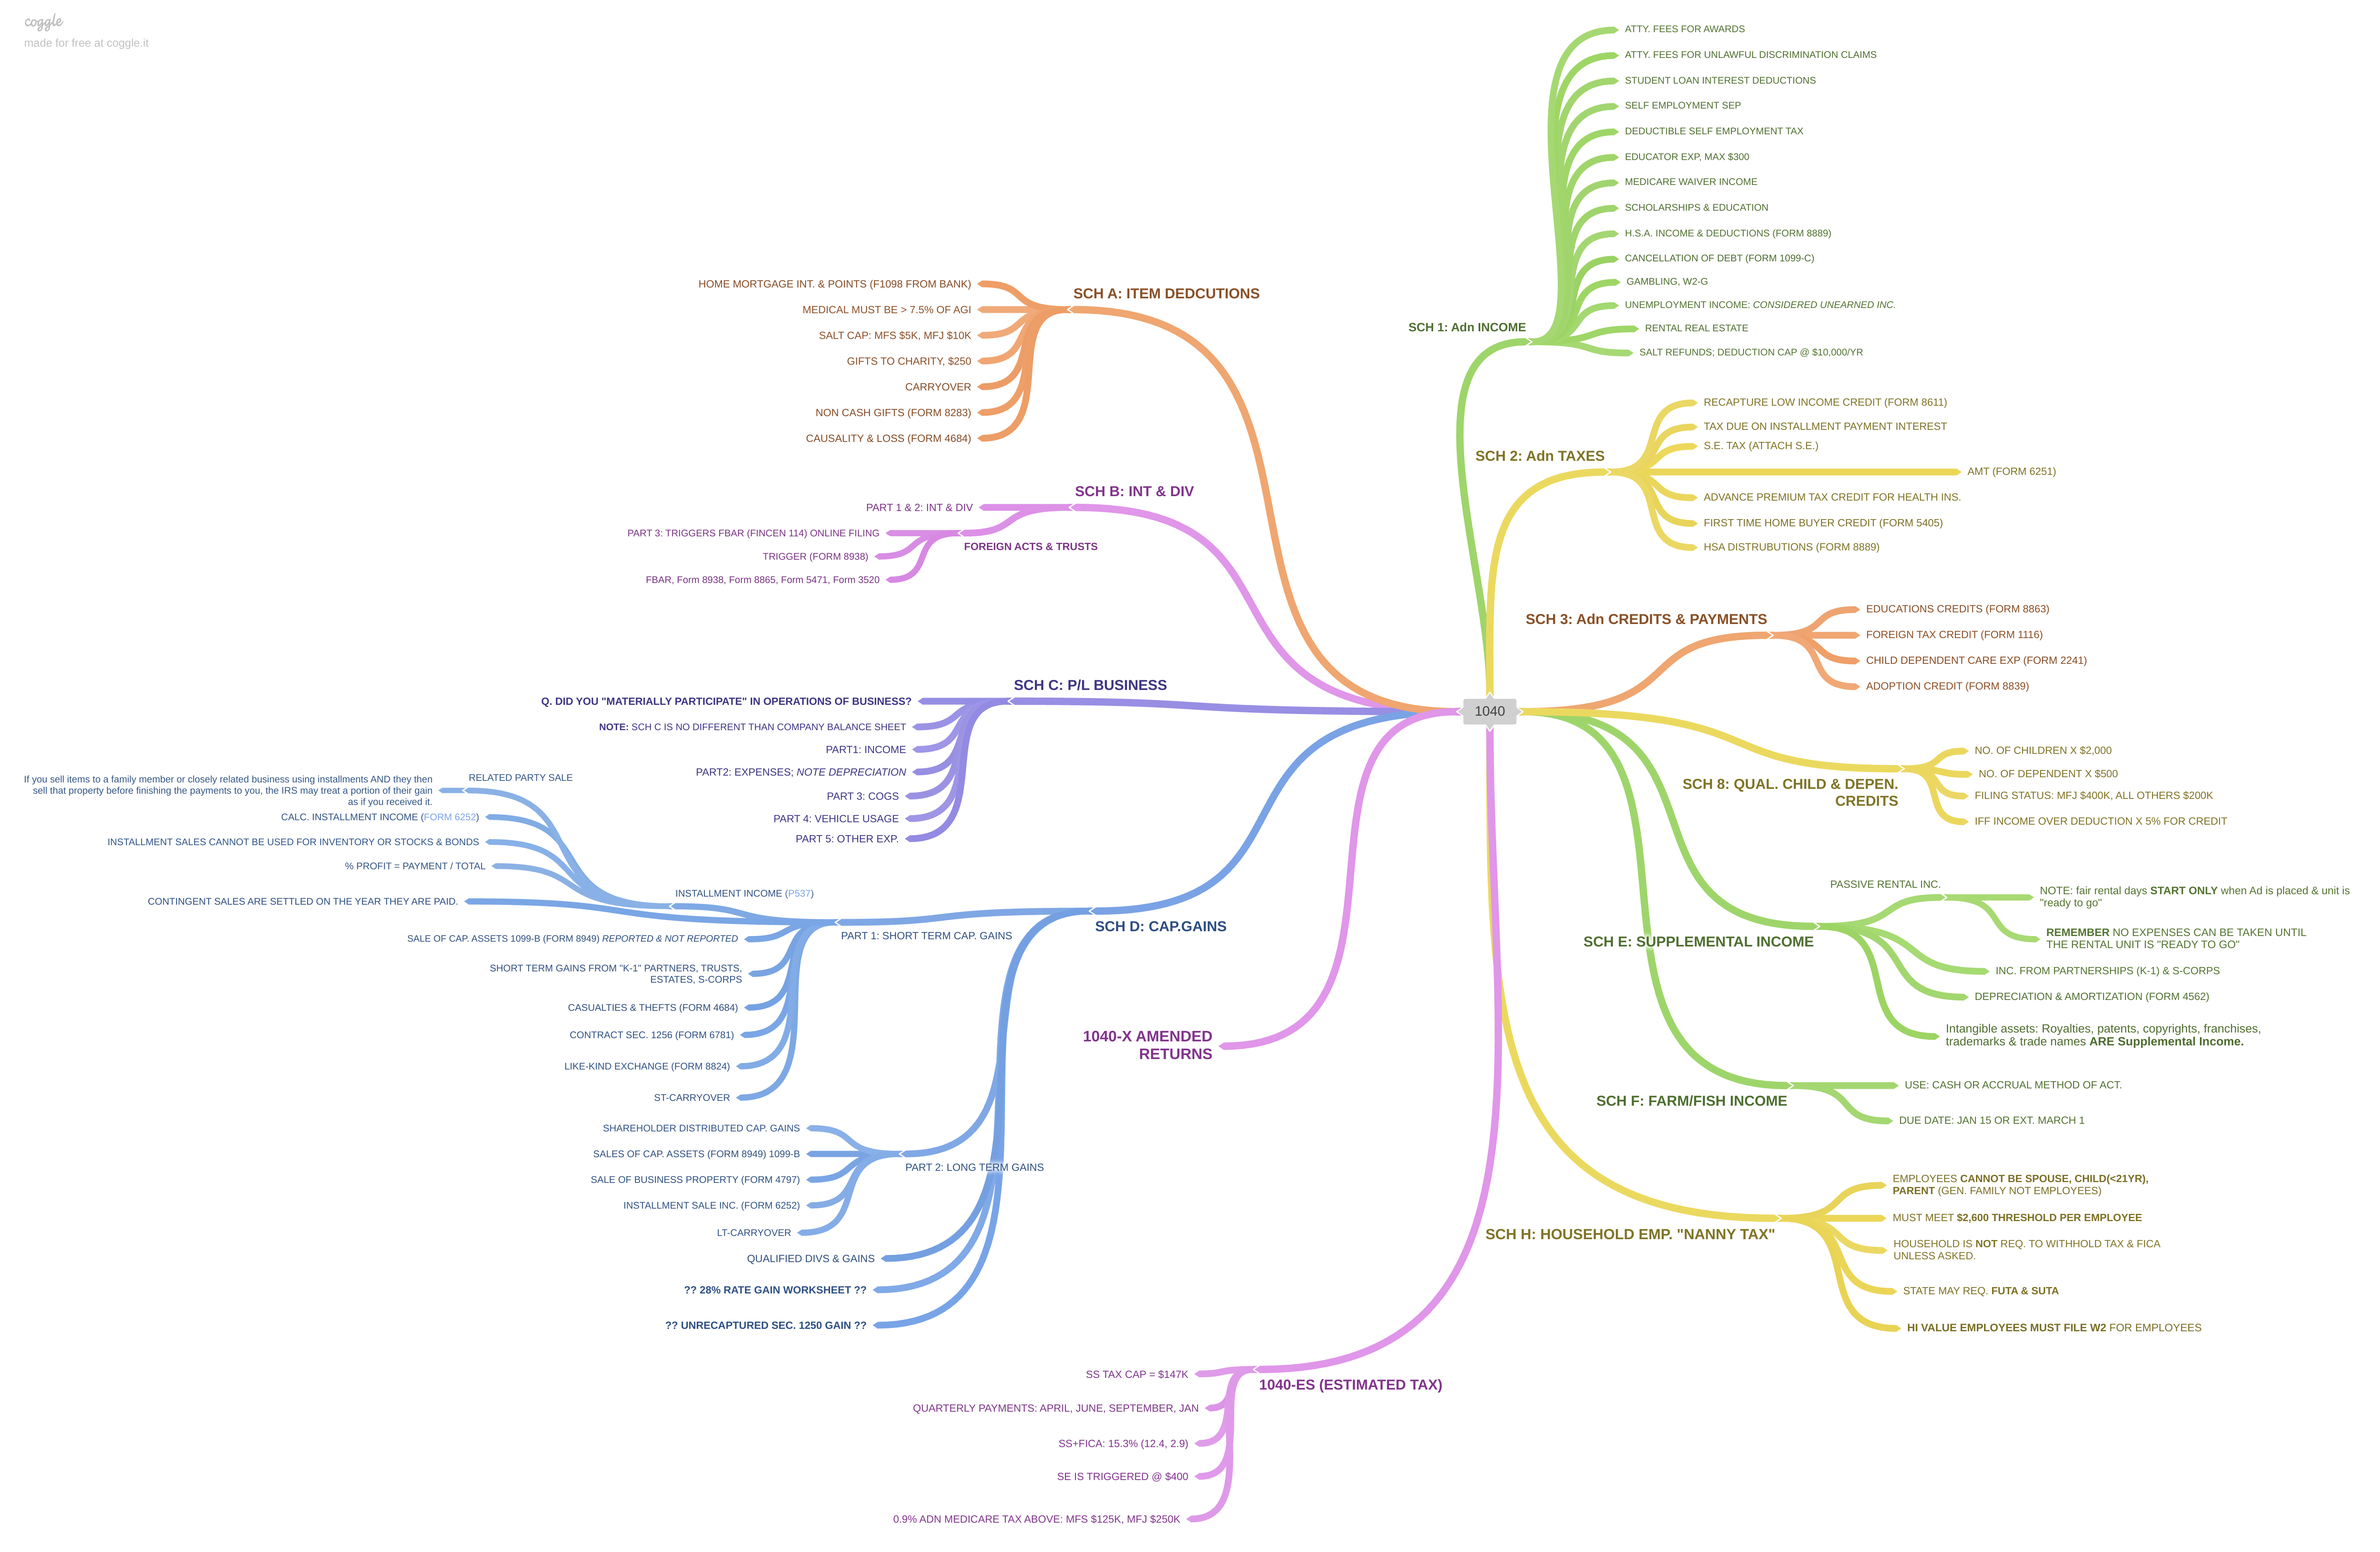 coggle
made for free at coggle.it
ATTY. FEES FOR AWARDS
ATTY. FEES FOR UNLAWFUL DISCRIMINATION CLAIMS
STUDENT LOAN INTEREST DEDUCTIONS
SELF EMPLOYMENT SEP
DEDUCTIBLE SELF EMPLOYMENT TAX
EDUCATOR EXP, MAX $300
MEDICARE WAIVER INCOME
SCHOLARSHIPS & EDUCATION
H.S.A. INCOME & DEDUCTIONS (FORM 8889)
CANCELLATION OF DEBT (FORM 1099-C)
GAMBLING, W2-G
UNEMPLOYMENT INCOME: CONSIDERED UNEARNED INC.
SCH 1: Adn INCOME
RENTAL REAL ESTATE
SALT REFUNDS; DEDUCTION CAP @ $10,000/YR
SCH A: ITEM DEDCUTIONS
HOME MORTGAGE INT. & POINTS (F1098 FROM BANK)
MEDICAL MUST BE > 7.5% OF AGI
SALT CAP: MFS $5K, MFJ $10K
GIFTS TO CHARITY, $250
CARRYOVER
NON CASH GIFTS (FORM 8283)
CAUSALITY & LOSS (FORM 4684)
SCH 2: Adn TAXES
RECAPTURE LOW INCOME CREDIT (FORM 8611)
TAX DUE ON INSTALLMENT PAYMENT INTEREST
S.E. TAX (ATTACH S.E.)
AMT (FORM 6251)
ADVANCE PREMIUM TAX CREDIT FOR HEALTH INS.
FIRST TIME HOME BUYER CREDIT (FORM 5405)
HSA DISTRUBUTIONS (FORM 8889)
SCH B: INT & DIV
PART 1 & 2: INT & DIV
PART 3: TRIGGERS FBAR (FINCEN 114) ONLINE FILING
FOREIGN ACTS & TRUSTS
TRIGGER (FORM 8938)
FBAR, Form 8938, Form 8865, Form 5471, Form 3520
SCH 3: Adn CREDITS & PAYMENTS
EDUCATIONS CREDITS (FORM 8863)
FOREIGN TAX CREDIT (FORM 1116)
CHILD DEPENDENT CARE EXP (FORM 2241)
ADOPTION CREDIT (FORM 8839)
1040
SCH C: P/L BUSINESS
Q. DID YOU "MATERIALLY PARTICIPATE" IN OPERATIONS OF BUSINESS?
NOTE: SCH C IS NO DIFFERENT THAN COMPANY BALANCE SHEET
PART1: INCOME
PART2: EXPENSES; NOTE DEPRECIATION
PART 3: COGS
PART 4: VEHICLE USAGE
PART 5: OTHER EXP.
SCH 8: QUAL. CHILD & DEPEN.
CREDITS
NO. OF CHILDREN X $2,000
NO. OF DEPENDENT X $500
FILING STATUS: MFJ $400K, ALL OTHERS $200K
IFF INCOME OVER DEDUCTION X 5% FOR CREDIT
RELATED PARTY SALE
If you sell items to a family member or closely related business using installments AND they then
sell that property before finishing the payments to you, the IRS may treat a portion of their gain
as if you received it.
CALC. INSTALLMENT INCOME (FORM 6252)
INSTALLMENT SALES CANNOT BE USED FOR INVENTORY OR STOCKS & BONDS
% PROFIT = PAYMENT / TOTAL
INSTALLMENT INCOME (P537)
CONTINGENT SALES ARE SETTLED ON THE YEAR THEY ARE PAID.
SCH D: CAP.GAINS
PART 1: SHORT TERM CAP. GAINS
SALE OF CAP. ASSETS 1099-B (FORM 8949) REPORTED & NOT REPORTED
SHORT TERM GAINS FROM "K-1" PARTNERS, TRUSTS,
ESTATES, S-CORPS
CASUALTIES & THEFTS (FORM 4684)
CONTRACT SEC. 1256 (FORM 6781)
LIKE-KIND EXCHANGE (FORM 8824)
ST-CARRYOVER
SHAREHOLDER DISTRIBUTED CAP. GAINS
SALES OF CAP. ASSETS (FORM 8949) 1099-B
PART 2: LONG TERM GAINS
SALE OF BUSINESS PROPERTY (FORM 4797)
INSTALLMENT SALE INC. (FORM 6252)
LT-CARRYOVER
QUALIFIED DIVS & GAINS
?? 28% RATE GAIN WORKSHEET ??
?? UNRECAPTURED SEC. 1250 GAIN ??
SCH E: SUPPLEMENTAL INCOME
PASSIVE RENTAL INC.
NOTE: fair rental days START ONLY when Ad is placed & unit is
"ready to go"
REMEMBER NO EXPENSES CAN BE TAKEN UNTIL
THE RENTAL UNIT IS "READY TO GO"
INC. FROM PARTNERSHIPS (K-1) & S-CORPS
DEPRECIATION & AMORTIZATION (FORM 4562)
Intangible assets: Royalties, patents, copyrights, franchises,
trademarks & trade names ARE Supplemental Income.
1040-X AMENDED
RETURNS
SCH F: FARM/FISH INCOME
USE: CASH OR ACCRUAL METHOD OF ACT.
DUE DATE: JAN 15 OR EXT. MARCH 1
SCH H: HOUSEHOLD EMP. "NANNY TAX"
EMPLOYEES CANNOT BE SPOUSE, CHILD(<21YR),
PARENT (GEN. FAMILY NOT EMPLOYEES)
MUST MEET $2,600 THRESHOLD PER EMPLOYEE
HOUSEHOLD IS NOT REQ. TO WITHHOLD TAX & FICA
UNLESS ASKED.
STATE MAY REQ. FUTA & SUTA
HI VALUE EMPLOYEES MUST FILE W2 FOR EMPLOYEES
1040-ES (ESTIMATED TAX)
SS TAX CAP = $147K
QUARTERLY PAYMENTS: APRIL, JUNE, SEPTEMBER, JAN
SS+FICA: 15.3% (12.4, 2.9)
SE IS TRIGGERED @ $400
0.9% ADN MEDICARE TAX ABOVE: MFS $125K, MFJ $250K